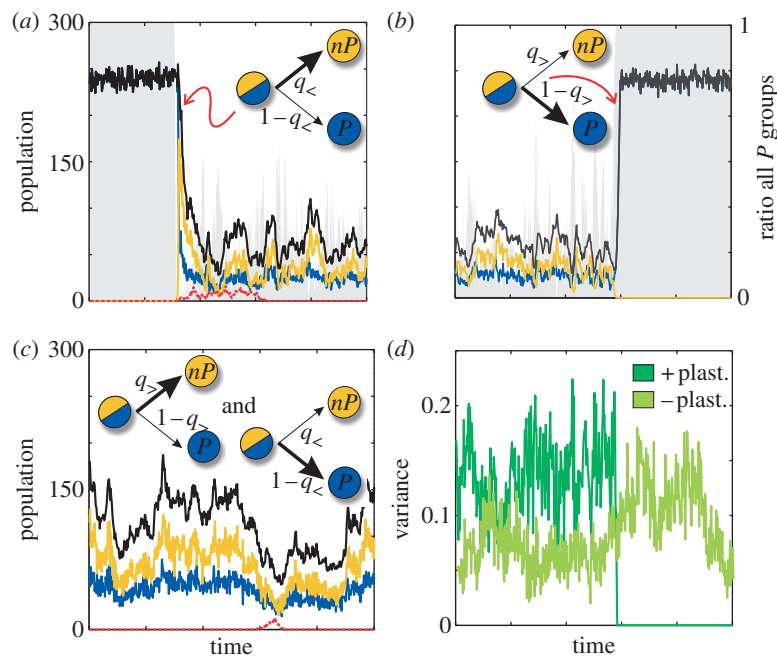 (a)
300
150
0
population
nP
q<
1–q<
P
(b)
nP
q>
1–q>
P
1
0
ratio all P groups
(c)
300
150
0
population
nP
q>
1–q>
P
and
nP
q<
1–q<
P
time
(d)
+ plast.
– plast..
0.2
0.1
0
variance
time